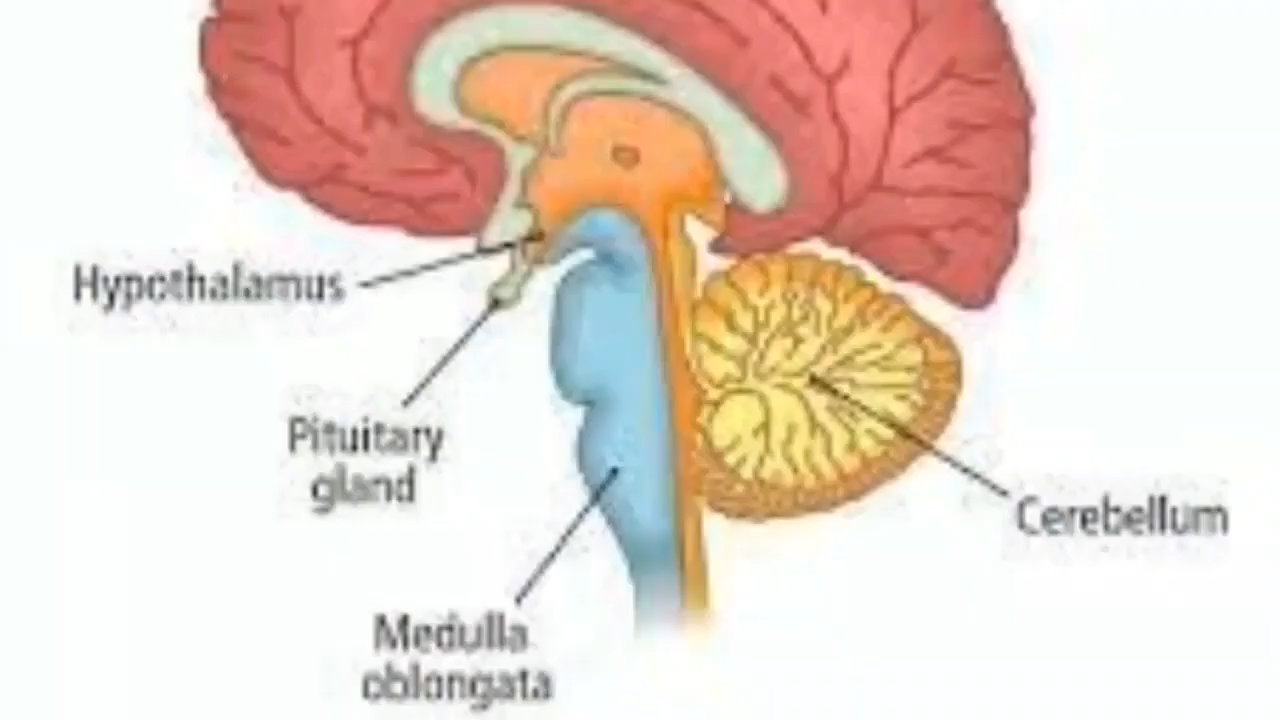 Hypothalamus
Pituitary
gland
Cerebellum
Medulla
oblongata